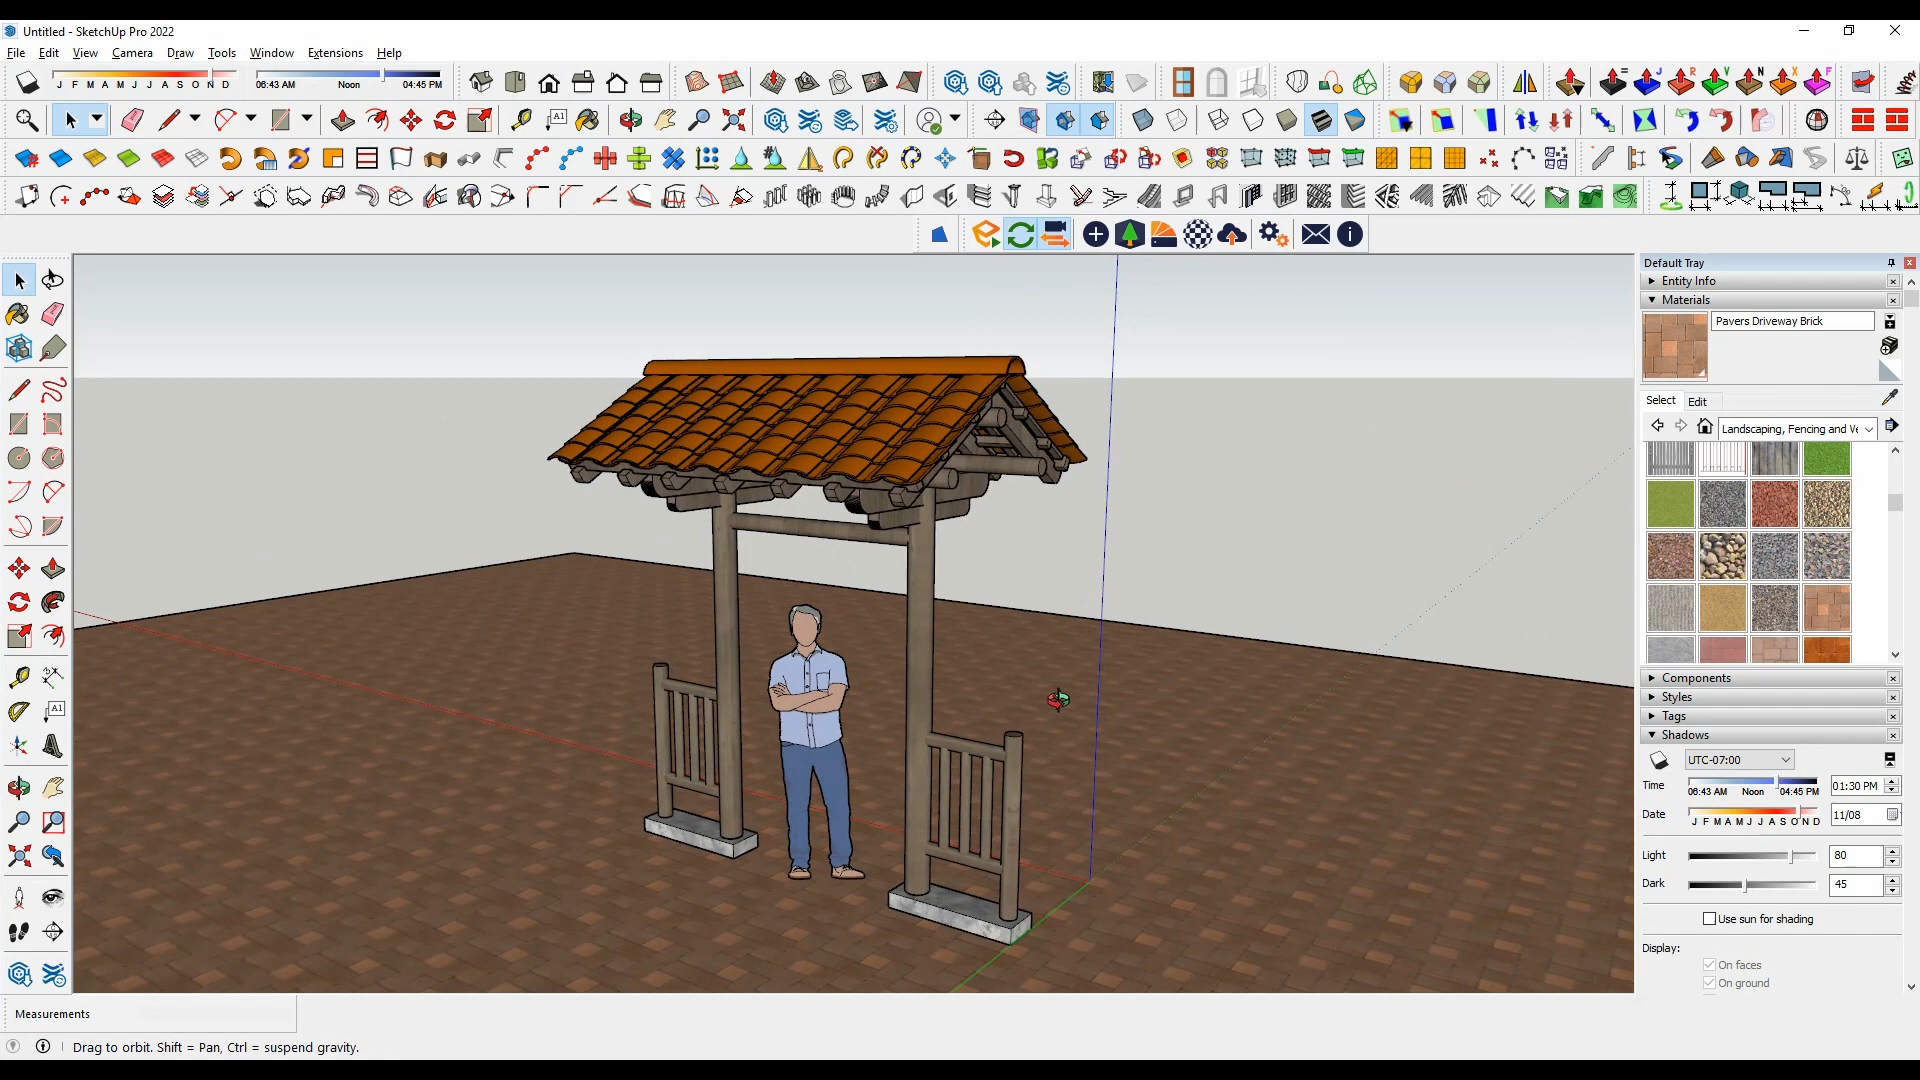 Untitled - SketchUp Pro 2022
File Edit View Camera Draw Tools Window Extensions Help
J F M A M J J A S O N D 06:43 AM Noon 04:45 PM
= J R V N X F
A1
Default Tray
Entity Info
Materials
Pavers Driveway Brick
Select Edit
Landscaping, Fencing and Ve
A1
Components
Styles
Tags
Shadows
UTC-07:00
Time 06:43 AM Noon 04:45 PM 01:30 PM
Date J F M A M J J A S O N D 11/08
Light 80
Dark 45
Use sun for shading
Display:
On faces
On ground
Measurements
Drag to orbit. Shift = Pan, Ctrl = suspend gravity.